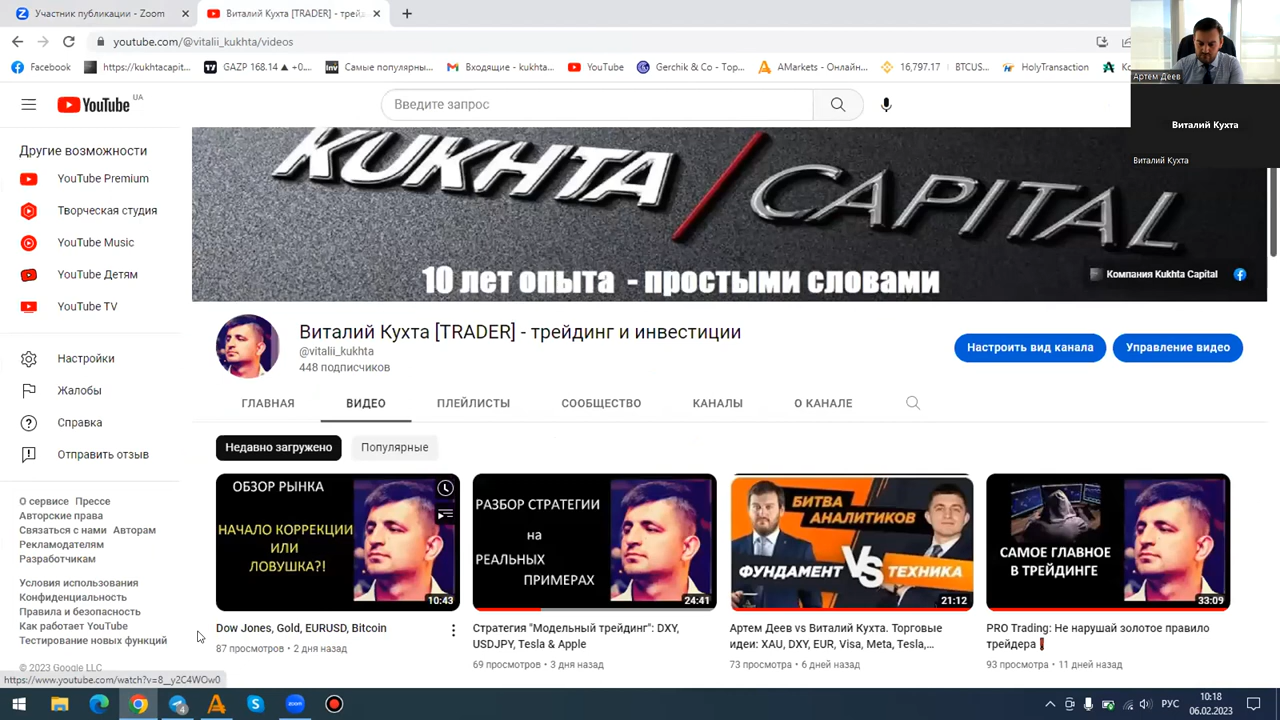 Участник публикации - Zoom
Виталий Кухта [TRADER] - трей
youtube.com/@vitalii_kukhta/videos
Facebook
https://kukhtacapit...
GAZP 168.14 ▲ +0....
Самые популярны...
Входящие - kukhta...
YouTube
Gerchik & Co - Тор...
AMarkets - Онлайн...
16,797.17 | BTCUS...
HolyTransaction
Артем Деев
Виталий Кухта
Виталий Кухта
YouTube UA
Введите запрос
Другие возможности
YouTube Premium
Творческая студия
YouTube Music
YouTube Детям
YouTube TV
Настройки
Жалобы
Справка
Отправить отзыв
О сервисе Прессе
Авторские права
Связаться с нами Авторам
Рекламодателям
Разработчикам
Условия использования
Конфиденциальность
Правила и безопасность
Как работает YouTube
Тестирование новых функций
© 2023 Google LLC
https://www.youtube.com/watch?v=8__y2C4WOw0
KUKHTA / CAPITAL
10 лет опыта - простыми словами
Компания Kukhta Capital
Виталий Кухта [TRADER] - трейдинг и инвестиции
@vitalii_kukhta
448 подписчиков
Настроить вид канала
Управление видео
ГЛАВНАЯ
ВИДЕО
ПЛЕЙЛИСТЫ
СООБЩЕСТВО
КАНАЛЫ
О КАНАЛЕ
Недавно загружено
Популярные
ОБЗОР РЫНКА
НАЧАЛО КОРРЕКЦИИ
ИЛИ
ЛОВУШКА?!
10:43
Dow Jones, Gold, EURUSD, Bitcoin
87 просмотров • 2 дня назад
РАЗБОР СТРАТЕГИИ
на
РЕАЛЬНЫХ
ПРИМЕРАХ
24:41
Стратегия "Модельный трейдинг": DXY,
USDJPY, Tesla & Apple
69 просмотров • 3 дня назад
БИТВА
АНАЛИТИКОВ
ФУНДАМЕНТ VS ТЕХНИКА
21:12
Артем Деев vs Виталий Кухта. Торговые
идеи: XAU, DXY, EUR, Visa, Meta, Tesla,...
73 просмотра • 6 дней назад
САМОЕ ГЛАВНОЕ
В ТРЕЙДИНГЕ
33:09
PRO Trading: Не нарушай золотое правило
трейдера❗
93 просмотра • 11 дней назад
РУС
10:18
06.02.2023